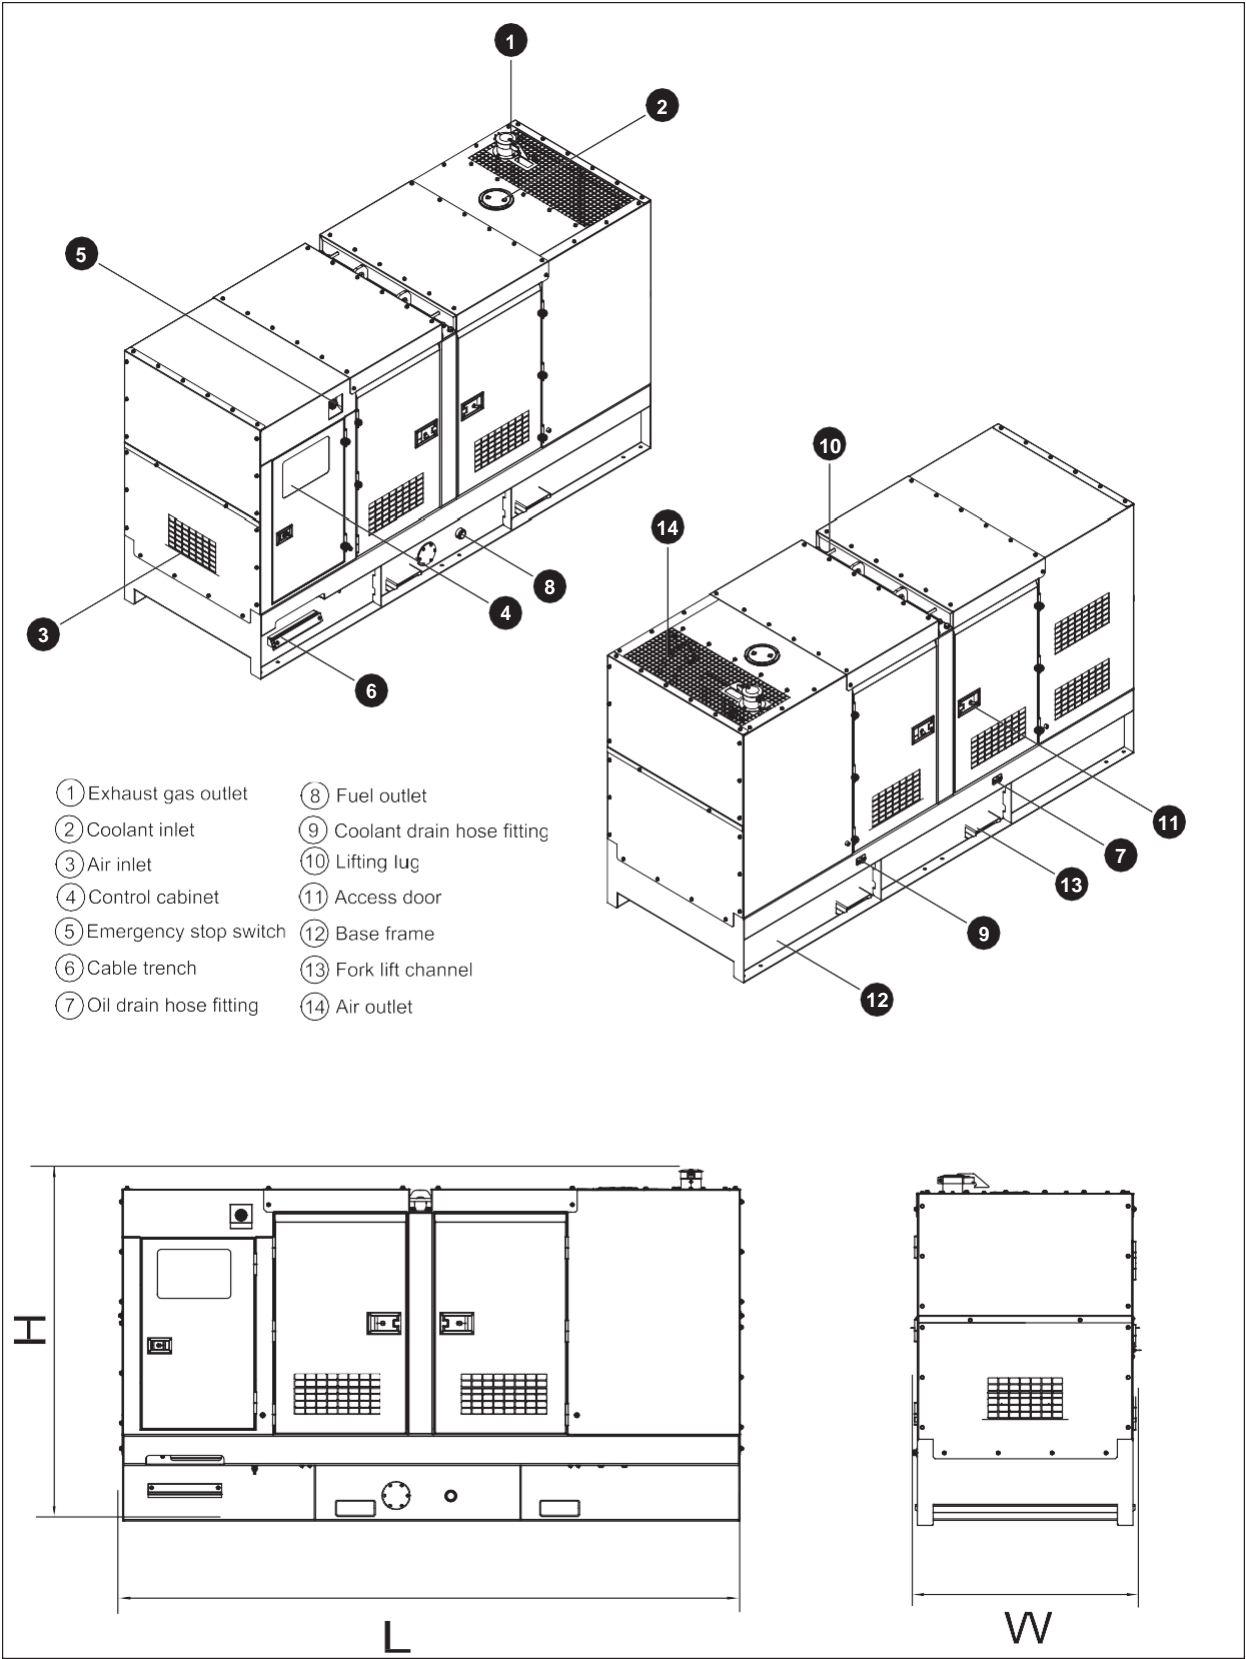 1
2
5
10
14
8
4
3
6
11
7
13
9
12
1 Exhaust gas outlet
2 Coolant inlet
3 Air inlet
4 Control cabinet
5 Emergency stop switch
6 Cable trench
7 Oil drain hose fitting
8 Fuel outlet
9 Coolant drain hose fitting
10 Lifting lug
11 Access door
12 Base frame
13 Fork lift channel
14 Air outlet
H
L
W